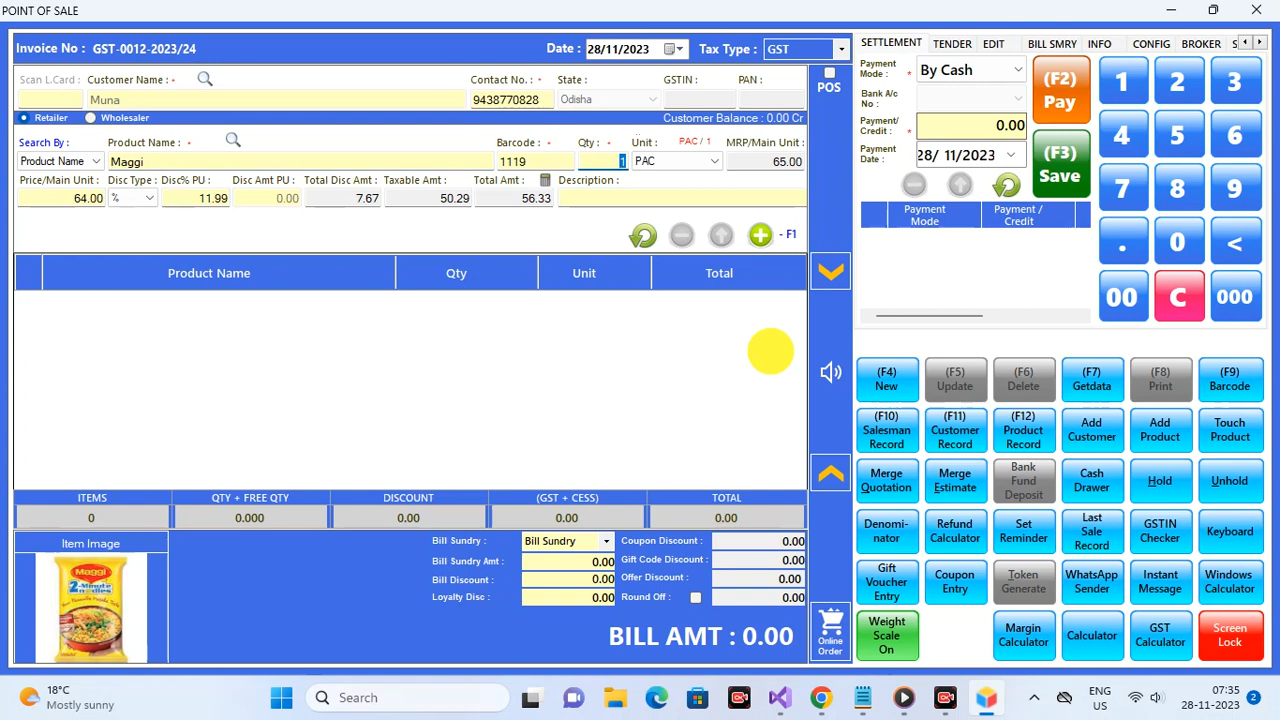 POINT OF SALE
Invoice No : GST-0012-2023/24 Date : 28/11/2023 Tax Type : GST
SETTLEMENT TENDER EDIT BILL SMRY INFO CONFIG BROKER S
Scan L.Card : Customer Name : * Contact No. : * State : GSTIN : PAN :
Muna 9438770828 Odisha
POS
Retailer Wholesaler Customer Balance : 0.00 Cr
Search By : Product Name : * Barcode : * Qty : * Unit : PAC / 1 MRP/Main Unit :
Product Name Maggi 1119 1 PAC 65.00
Price/Main Unit : Disc Type : Disc% PU : Disc Amt PU : Total Disc Amt : Taxable Amt : Total Amt : Description :
64.00 % 11.99 0.00 7.67 50.29 56.33
- F1
Product Name Qty Unit Total
ITEMS QTY + FREE QTY DISCOUNT (GST + CESS) TOTAL
0 0.000 0.00 0.00 0.00
Item Image
Maggi
2-Minute
noodles
Bill Sundry : Bill Sundry Coupon Discount : 0.00
Bill Sundry Amt : 0.00 Gift Code Discount : 0.00
Bill Discount : 0.00 Offer Discount : 0.00
Loyalty Disc : 0.00 Round Off :  0.00
BILL AMT : 0.00
Online
Order
Payment
Mode : * By Cash
Bank A/c
No :
Payment/
Credit : * 0.00
Payment
Date : 28/ 11/2023
(F2)
Pay
(F3)
Save
Payment
Mode
Payment /
Credit
1 2 3
4 5 6
7 8 9
. 0 <
00 C 000
(F4)
New
(F5)
Update
(F6)
Delete
(F7)
Getdata
(F8)
Print
(F9)
Barcode
(F10)
Salesman
Record
(F11)
Customer
Record
(F12)
Product
Record
Add
Customer
Add
Product
Touch
Product
Merge
Quotation
Merge
Estimate
Bank
Fund
Deposit
Cash
Drawer
Hold
Unhold
Denomi-
nator
Refund
Calculator
Set
Reminder
Last
Sale
Record
GSTIN
Checker
Keyboard
Gift
Voucher
Entry
Coupon
Entry
Token
Generate
WhatsApp
Sender
Instant
Message
Windows
Calculator
Weight
Scale
On
Margin
Calculator
Calculator
GST
Calculator
Screen
Lock
18°C
Mostly sunny
Search
ENG
US
07:35
28-11-2023
2